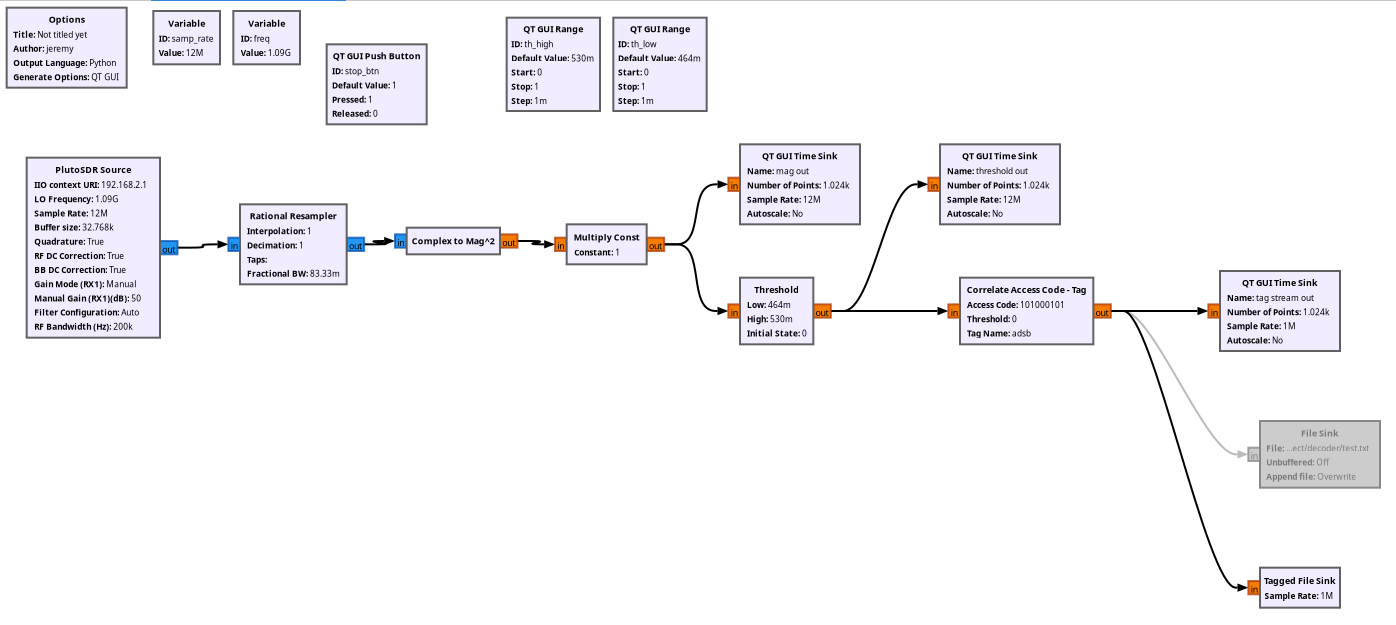 Options
Title: Not titled yet
Author: jeremy
Output Language: Python
Generate Options: QT GUI
Variable
ID: samp_rate
Value: 12M
Variable
ID: freq
Value: 1.09G
QT GUI Push Button
ID: stop_btn
Default Value: 1
Pressed: 1
Released: 0
QT GUI Range
ID: th_high
Default Value: 530m
Start: 0
Stop: 1
Step: 1m
QT GUI Range
ID: th_low
Default Value: 464m
Start: 0
Stop: 1
Step: 1m
PlutoSDR Source
IIO context URI: 192.168.2.1
LO Frequency: 1.09G
Sample Rate: 12M
Buffer size: 32.768k
Quadrature: True
RF DC Correction: True
BB DC Correction: True
Gain Mode (RX1): Manual
Manual Gain (RX1)(dB): 50
Filter Configuration: Auto
RF Bandwidth (Hz): 200k
out
in
Rational Resampler
Interpolation: 1
Decimation: 1
Taps:
Fractional BW: 83.33m
out
in
Complex to Mag^2
out
in
Multiply Const
Constant: 1
out
in
QT GUI Time Sink
Name: mag out
Number of Points: 1.024k
Sample Rate: 12M
Autoscale: No
in
Threshold
Low: 464m
High: 530m
Initial State: 0
out
in
QT GUI Time Sink
Name: threshold out
Number of Points: 1.024k
Sample Rate: 12M
Autoscale: No
in
Correlate Access Code - Tag
Access Code: 101000101
Threshold: 0
Tag Name: adsb
out
in
QT GUI Time Sink
Name: tag stream out
Number of Points: 1.024k
Sample Rate: 1M
Autoscale: No
in
File Sink
File: ...ect/decoder/test.txt
Unbuffered: Off
Append file: Overwrite
in
Tagged File Sink
Sample Rate: 1M